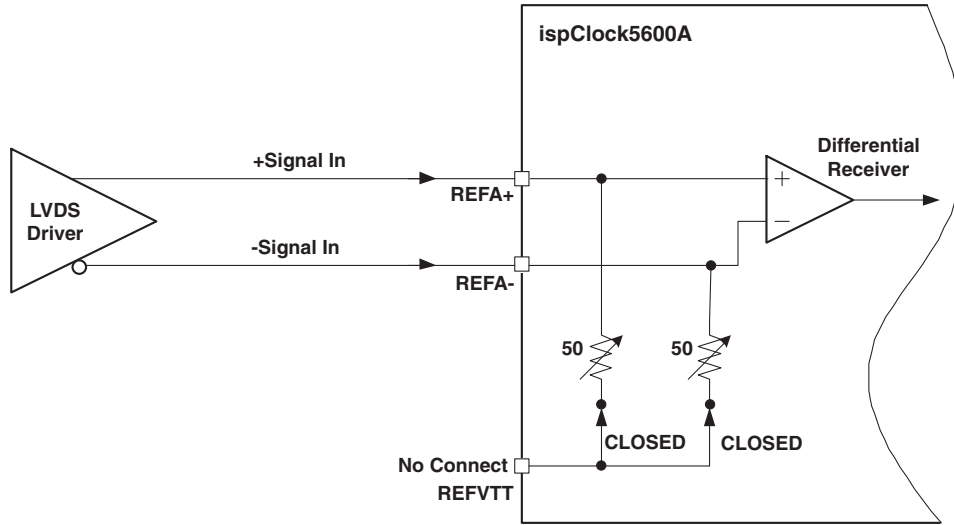 ispClock5600A
+Signal In
REFA+
LVDS
Driver
-Signal In
REFA-
Differential
Receiver
+
−
50
50
CLOSED
CLOSED
No Connect
REFVTT